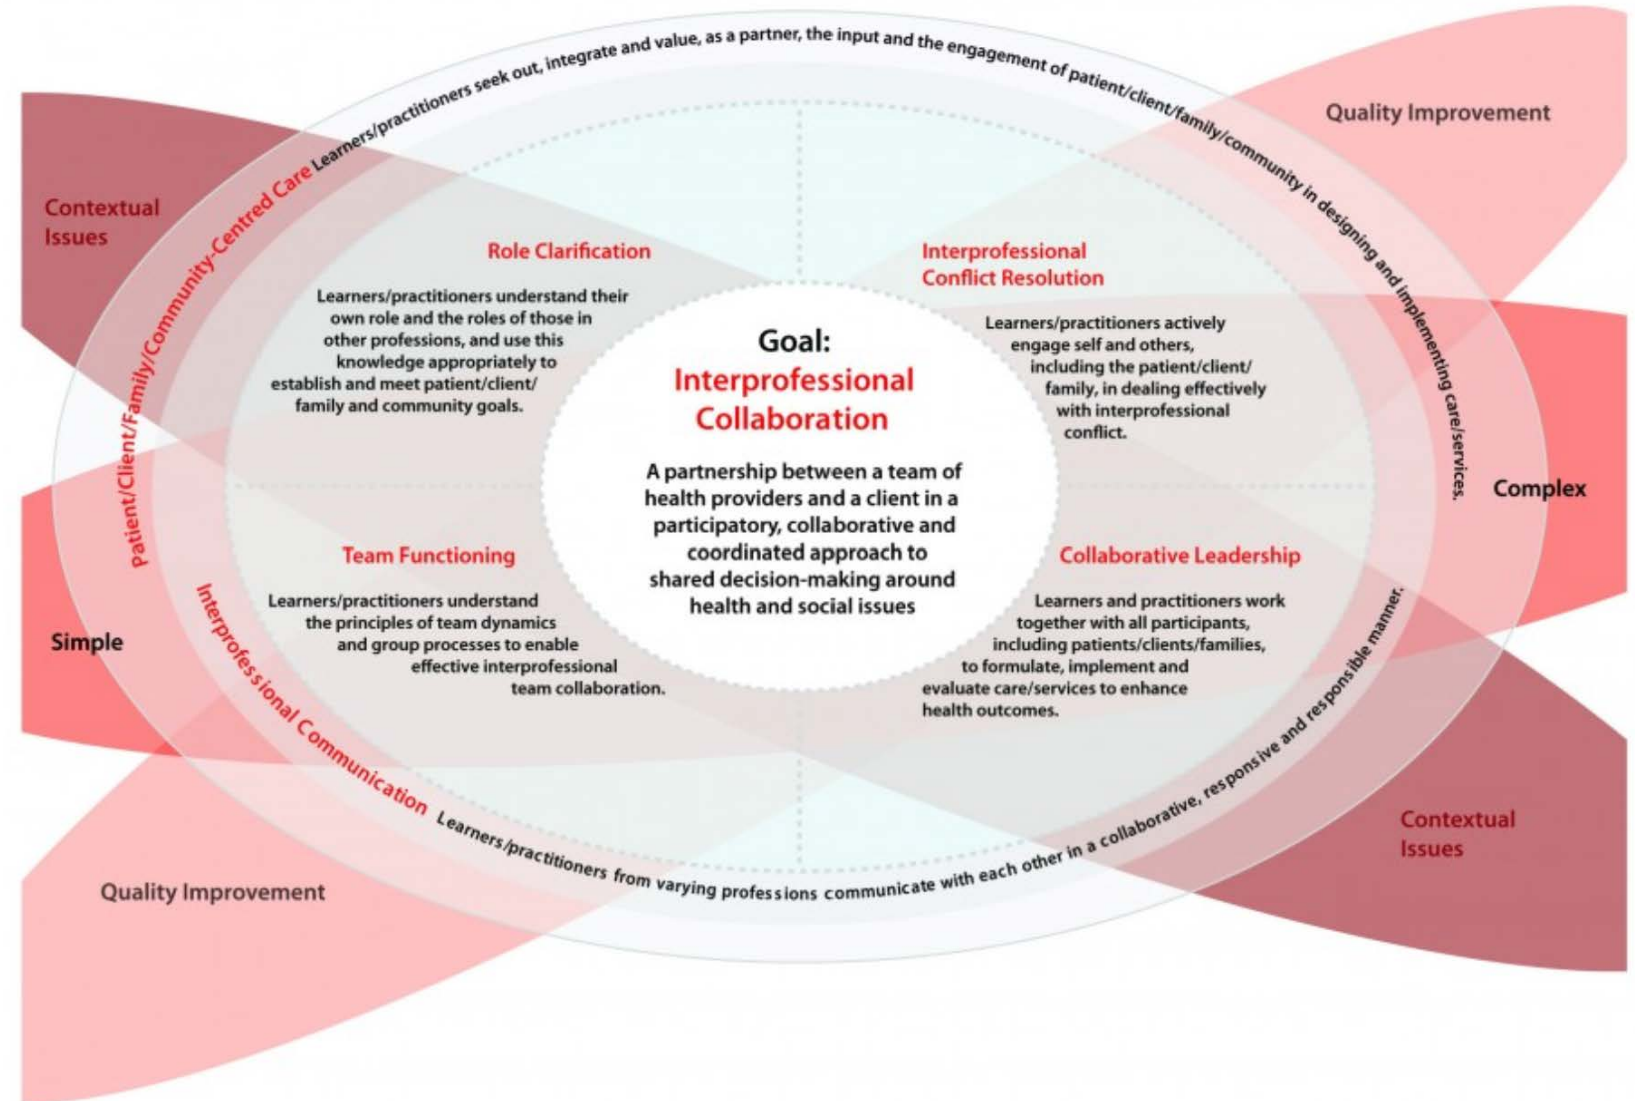 Patient/Client/Family/Community-Centred Care Learners/practitioners seek out, integrate and value, as a partner, the input and the engagement of patient/client/family/community in designing and implementing care/services.
Quality Improvement
Contextual
Issues
Role Clarification
Learners/practitioners understand their
own role and the roles of those in
other professions, and use this
knowledge appropriately to
establish and meet patient/client/
family and community goals.
Interprofessional
Conflict Resolution
Learners/practitioners actively
engage self and others,
including the patient/client/
family, in dealing effectively
with interprofessional
conflict.
Goal:
Interprofessional
Collaboration
A partnership between a team of
health providers and a client in a
participatory, collaborative and
coordinated approach to
shared decision-making around
health and social issues
Complex
Simple
Team Functioning
Learners/practitioners understand
the principles of team dynamics
and group processes to enable
effective interprofessional
team collaboration.
Collaborative Leadership
Learners and practitioners work
together with all participants,
including patients/clients/families,
to formulate, implement and
evaluate care/services to enhance
health outcomes.
Interprofessional Communication Learners/practitioners from varying professions communicate with each other in a collaborative, responsive and responsible manner.
Contextual
Issues
Quality Improvement